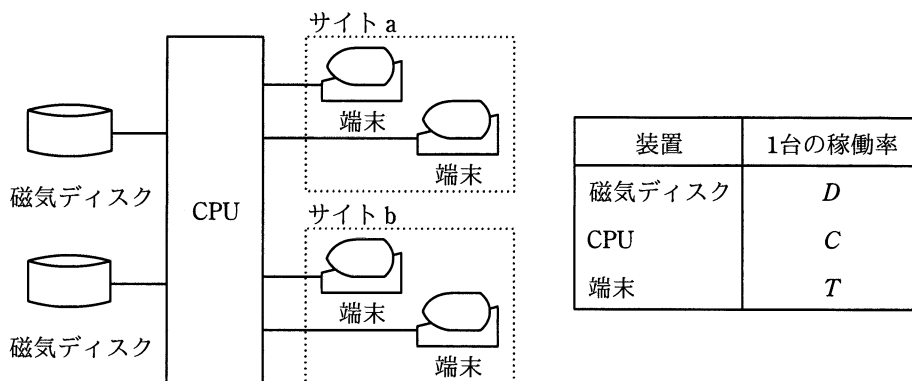 サイト a
端末
端末
磁気ディスク
CPU
サイト b
端末
磁気ディスク
端末
装置 1台の稼働率
磁気ディスク D
CPU C
端末 T